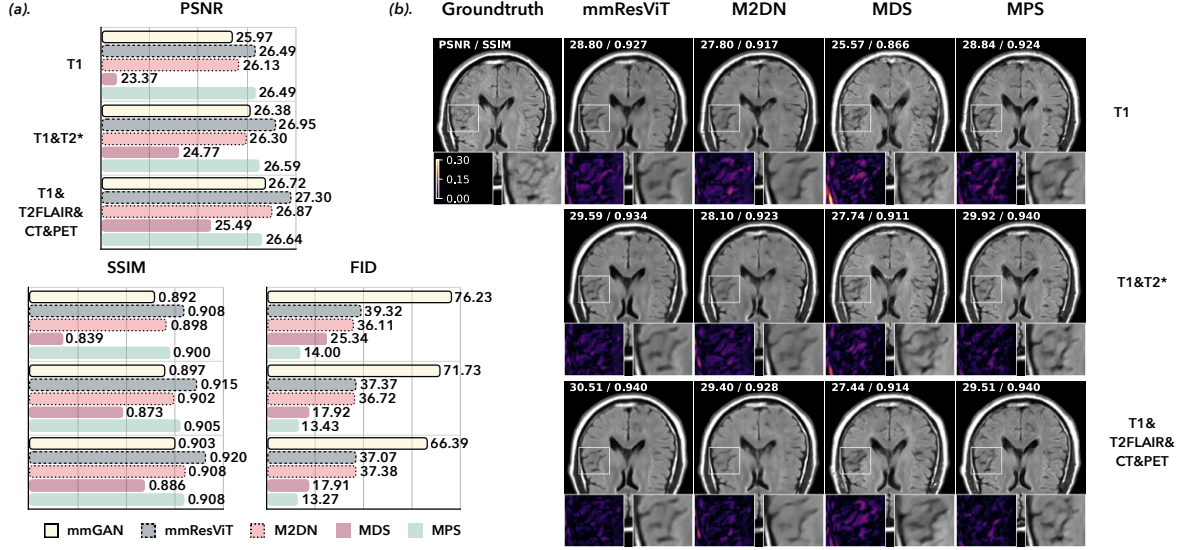 (a).
PSNR
T1
25.97
26.49
26.13
23.37
26.49
T1&T2*
26.38
26.95
26.30
24.77
26.59
T1&
T2FLAIR&
CT&PET
26.72
27.30
26.87
25.49
26.64
SSIM
0.892
0.908
0.898
0.839
0.900
0.897
0.915
0.902
0.873
0.905
0.903
0.920
0.908
0.886
0.908
FID
76.23
39.32
36.11
25.34
14.00
71.73
37.37
36.72
17.92
13.43
66.39
37.07
37.38
17.91
13.27
mmGAN mmResViT M2DN MDS MPS
(b).
Groundtruth mmResViT M2DN MDS MPS
PSNR / SSIM 28.80 / 0.927 27.80 / 0.917 25.57 / 0.866 28.84 / 0.924
T1
0.30
0.15
0.00
29.59 / 0.934 28.10 / 0.923 27.74 / 0.911 29.92 / 0.940
T1&T2*
30.51 / 0.940 29.40 / 0.928 27.44 / 0.914 29.51 / 0.940
T1&
T2FLAIR&
CT&PET